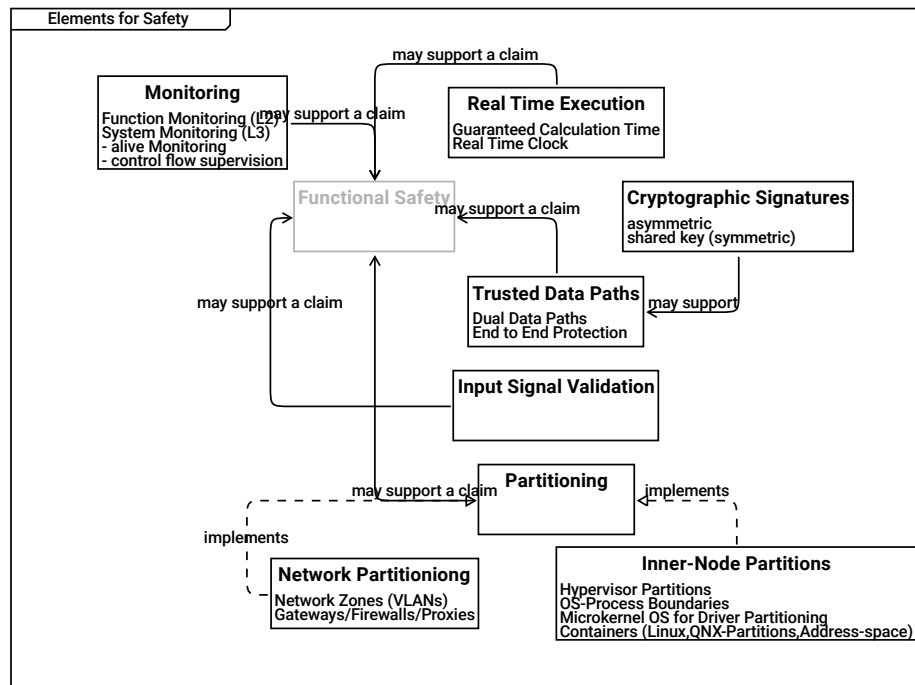 Elements for Safety
may support a claim
Monitoring
Function Monitoring (L2)
System Monitoring (L3)
- alive Monitoring
- control flow supervision
may support a claim
Real Time Execution
Guaranteed Calculation Time
Real Time Clock
Functional Safety
may support a claim
Cryptographic Signatures
asymmetric
shared key (symmetric)
may support a claim
Trusted Data Paths
Dual Data Paths
End to End Protection
may support
Input Signal Validation
Partitioning
may support a claim
implements
implements
Network Partitioniong
Network Zones (VLANs)
Gateways/Firewalls/Proxies
Inner-Node Partitions
Hypervisor Partitions
OS-Process Boundaries
Microkernel OS for Driver Partitioning
Containers (Linux,QNX-Partitions,Address-space)